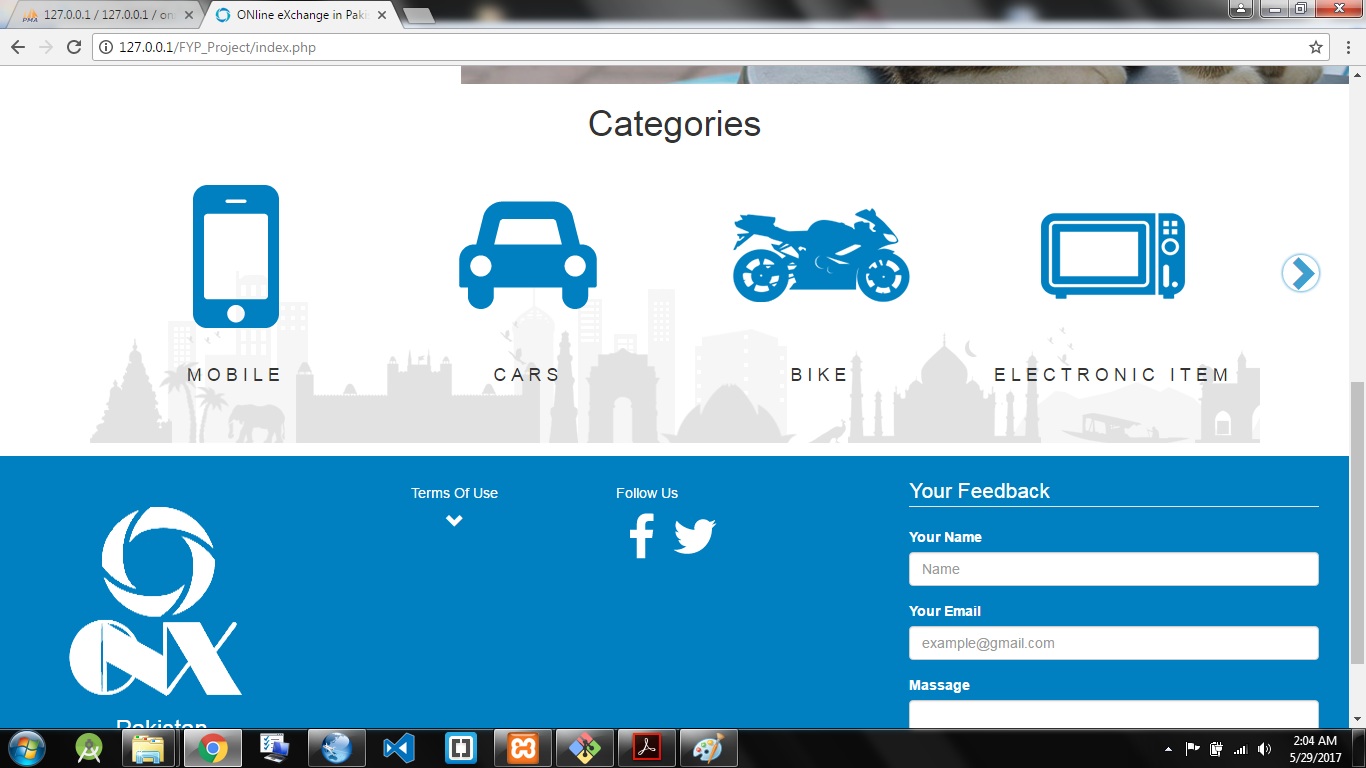 127.0.0.1 / 127.0.0.1 / on
ONline eXchange in Paki
127.0.0.1/FYP_Project/index.php
Categories
MOBILE
CARS
BIKE
ELECTRONIC ITEM
Terms Of Use
Follow Us
Your Feedback
Your Name
Name
Your Email
example@gmail.com
Massage
ONX
Pakistan
PMA
2:04 AM
5/29/2017